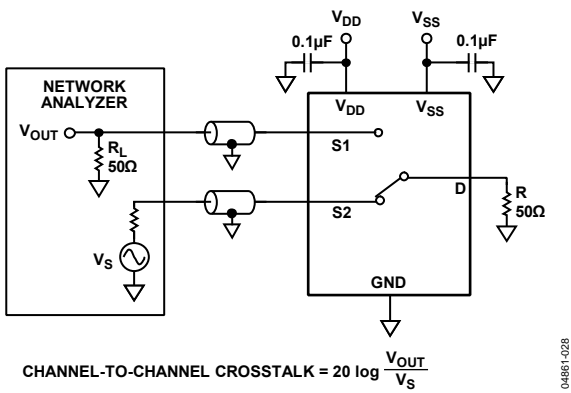 V_DD
V_SS
0.1µF
0.1µF
NETWORK
ANALYZER
V_DD
V_SS
V_OUT
R_L
50Ω
S1
S2
D
R
50Ω
V_S
GND
CHANNEL-TO-CHANNEL CROSSTALK = 20 log V_OUT / V_S
04861-028